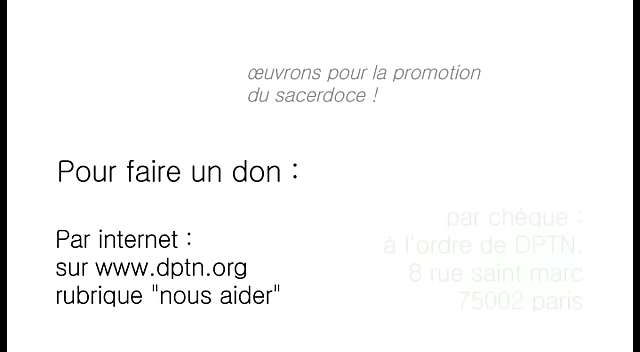 œuvrons pour la promotion
du sacerdoce !
Pour faire un don :
Par internet :
sur www.dptn.org
rubrique "nous aider"
par chèque :
à l'ordre de DPTN.
8 rue saint marc
75002 paris